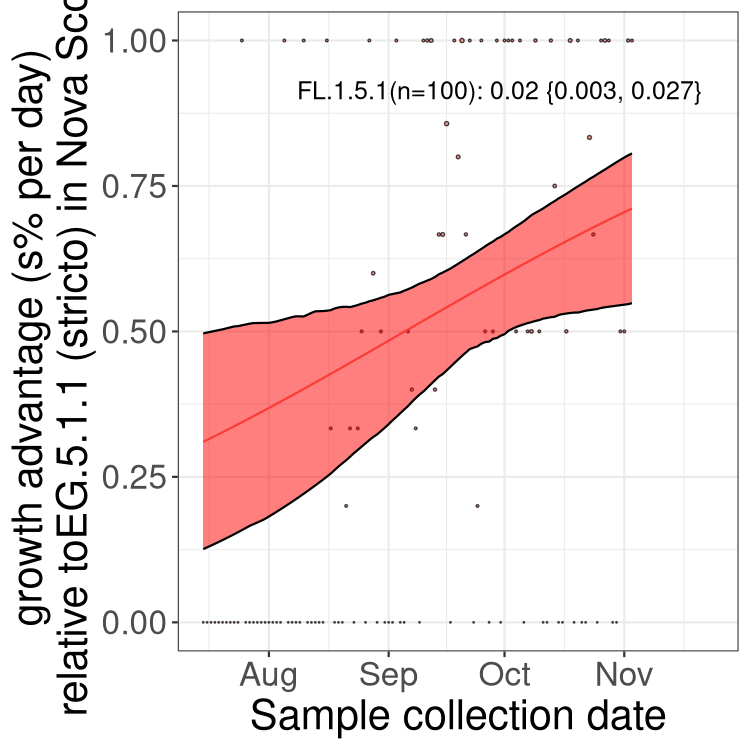 growth advantage (s% per day)
relative toEG.5.1.1 (stricto) in Nova Sco
1.00
0.75
0.50
0.25
0.00
FL.1.5.1(n=100): 0.02 {0.003, 0.027}
Aug Sep Oct Nov
Sample collection date